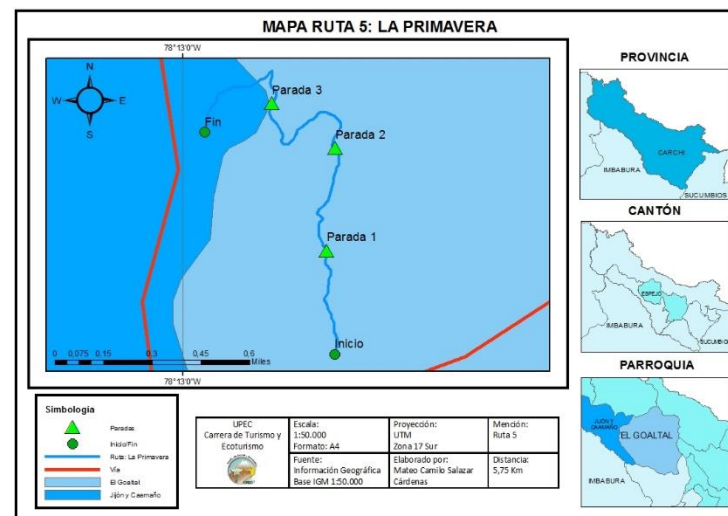 MAPA RUTA 5: LA PRIMAVERA
78°13'0"W
N
W E
S
Parada 3
Fin
Parada 2
Parada 1
Inicio
0 0,075 0,15 0,3 0,45 0,6
Miles
78°13'0"W
PROVINCIA
CARCHI
IMBABURA
SUCUMBIOS
CANTÓN
ESPEJO
IMBABURA
SUCUMBIO
PARROQUIA
JIJÓN Y
CAAMAÑO
EL GOALTAL
IMBABURA
Simbología
Paradas
Inicio/Fin
Ruta: La Primavera
Vía
El Goaltal
Jijón y Caamaño
UPEC
Carrera de Turismo y
Ecoturismo
Escala:
1:50.000
Formato: A4
Proyección:
UTM
Zona 17 Sur
Mención:
Ruta 5
Fuente:
Información Geográfica
Base IGM 1:50.000
Elaborado por:
Mateo Camilo Salazar
Cárdenas
Distancia:
5,75 Km